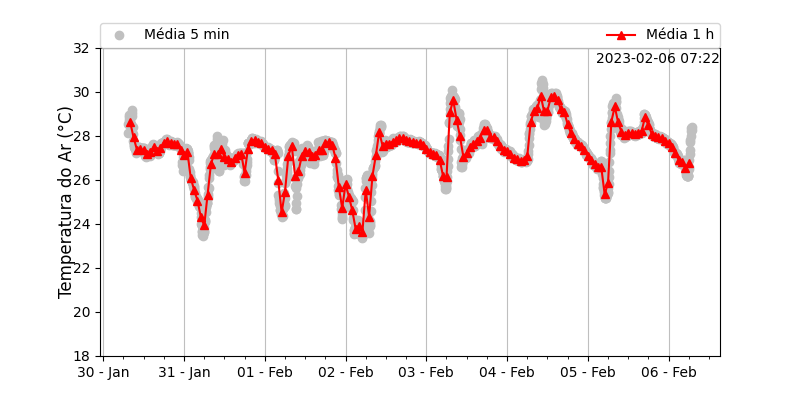 Média 5 min
Média 1 h
2023-02-06 07:22
Temperatura do Ar (°C)
32
30
28
26
24
22
20
18
30 - Jan
31 - Jan
01 - Feb
02 - Feb
03 - Feb
04 - Feb
05 - Feb
06 - Feb